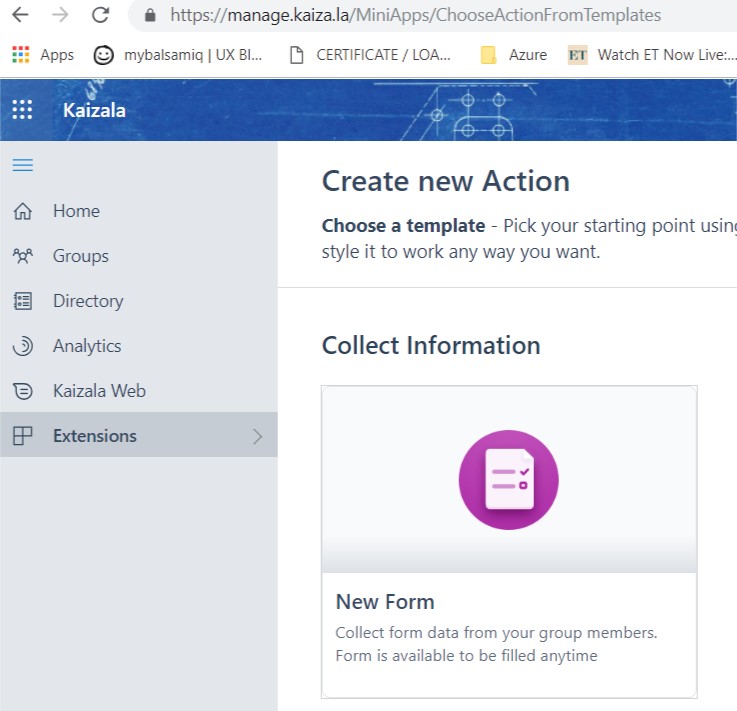 https://manage.kaiza.la/MiniApps/ChooseActionFromTemplates
Apps mybalsamiq | UX Bl... CERTIFICATE / LOA... Azure ET Watch ET Now Live:...
Kaizala
Home
Groups
Directory
Analytics
Kaizala Web
Extensions
Create new Action
Choose a template - Pick your starting point using
style it to work any way you want.
Collect Information
New Form
Collect form data from your group members.
Form is available to be filled anytime